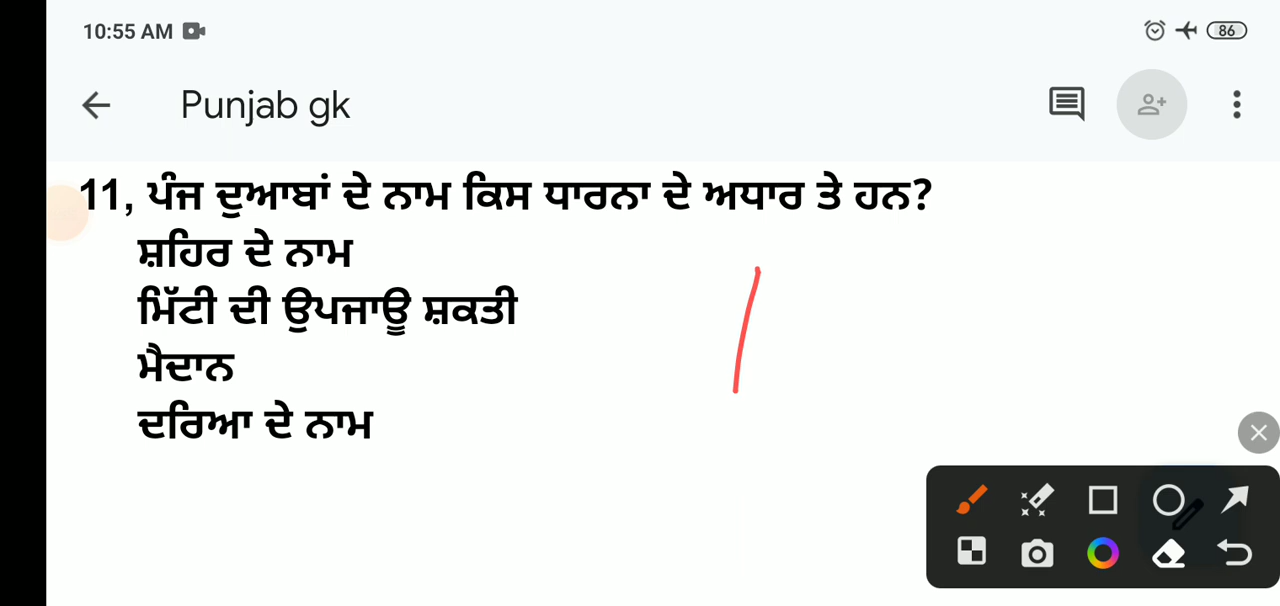 10:55 AM
86
Punjab gk
11, ਪੰਜ ਦੁਆਬਾਂ ਦੇ ਨਾਮ ਕਿਸ ਧਾਰਨਾ ਦੇ ਅਧਾਰ ਤੇ ਹਨ?
ਸ਼ਹਿਰ ਦੇ ਨਾਮ
ਮਿੱਟੀ ਦੀ ਉਪਜਾਊ ਸ਼ਕਤੀ
ਮੈਦਾਨ
ਦਰਿਆ ਦੇ ਨਾਮ